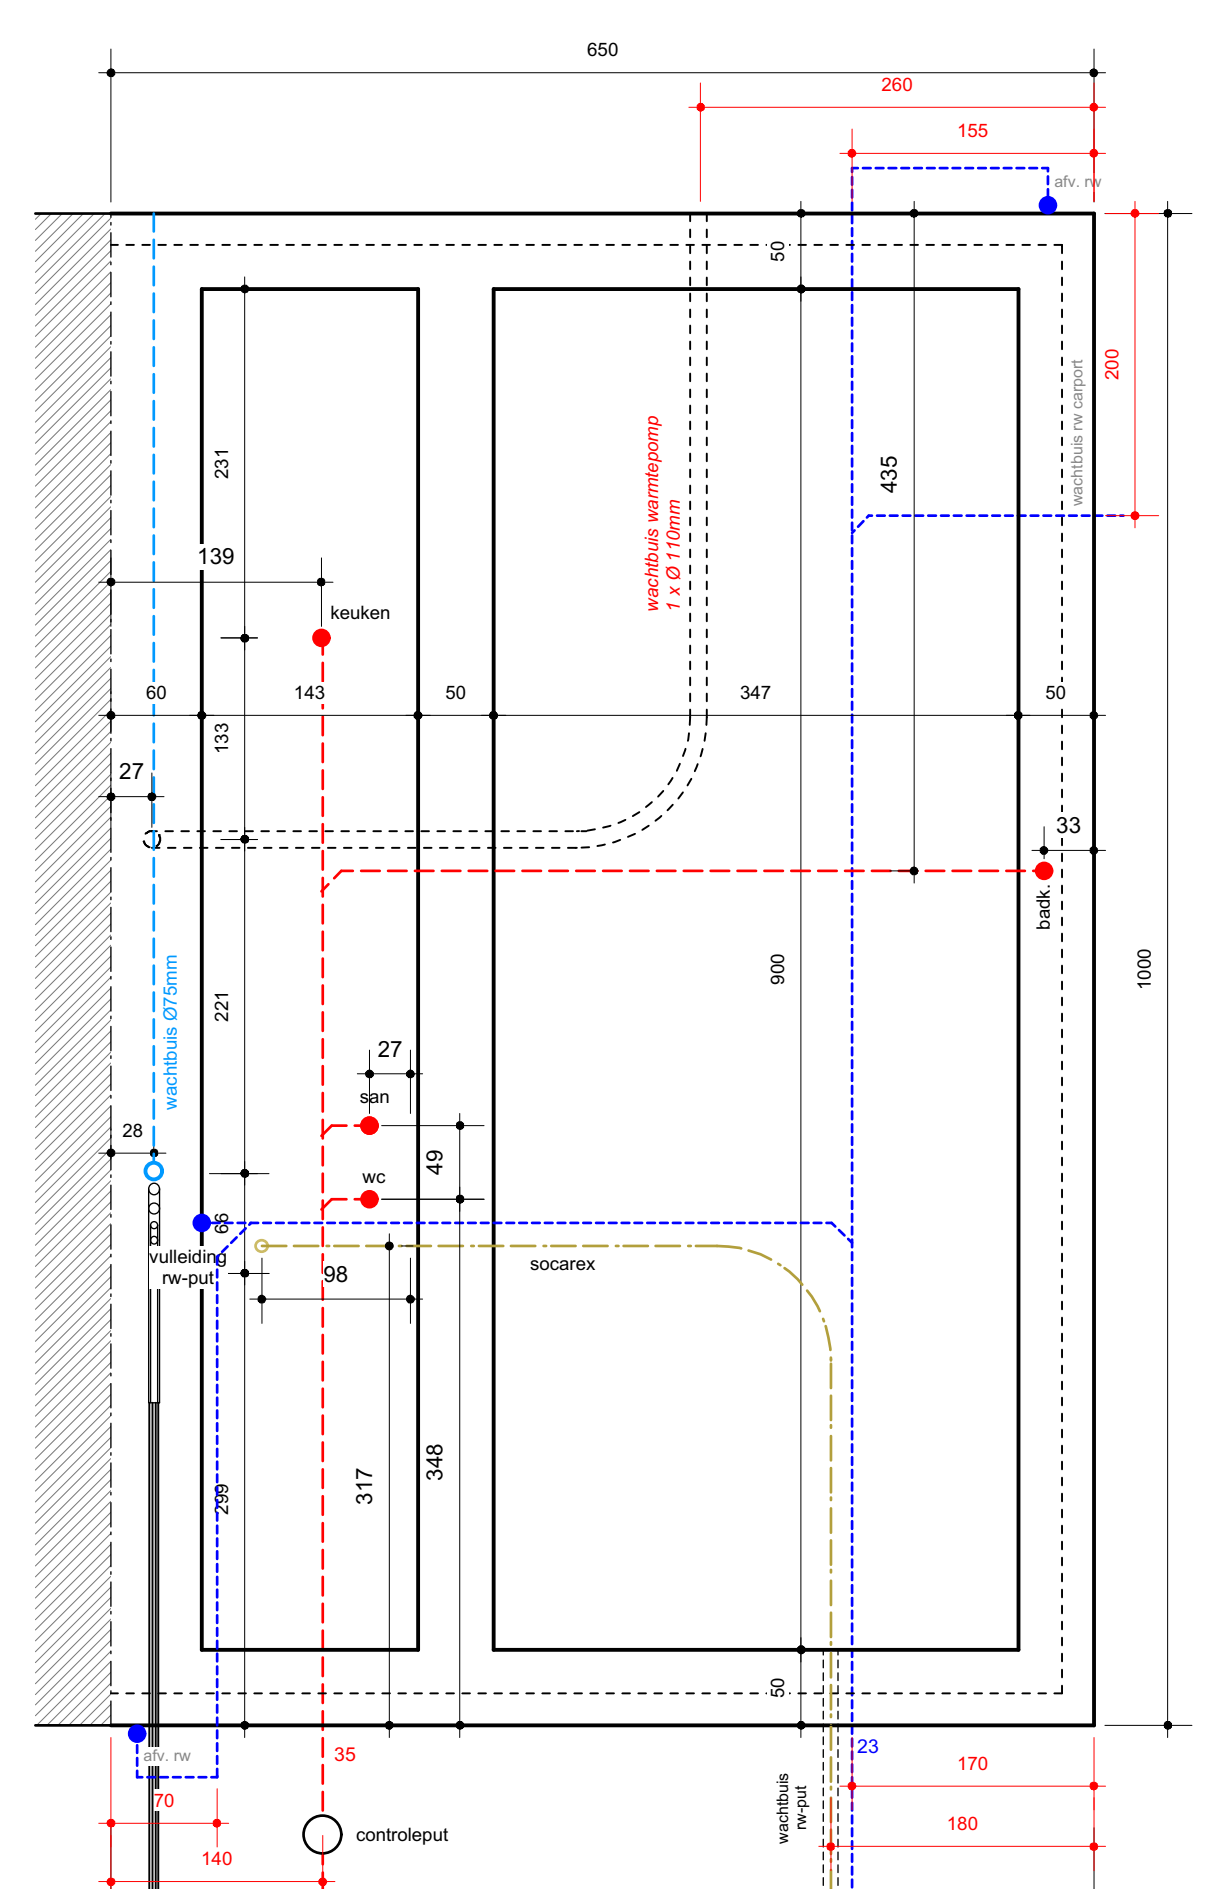 650
260
155
afv. rw
50
200
wachtbuis rw carport
231
wachtbuis warmtepomp
1 x Ø 110mm
435
139
keuken
60
143
50
347
50
133
27
33
badk.
900
1000
wachtbuis Ø75mm
221
27
san
28
49
wc
66
vulleiding
rw-put
98
socarex
299
317
348
50
afv. rw
35
23
170
70
wachtbuis
rw-put
controleput
180
140